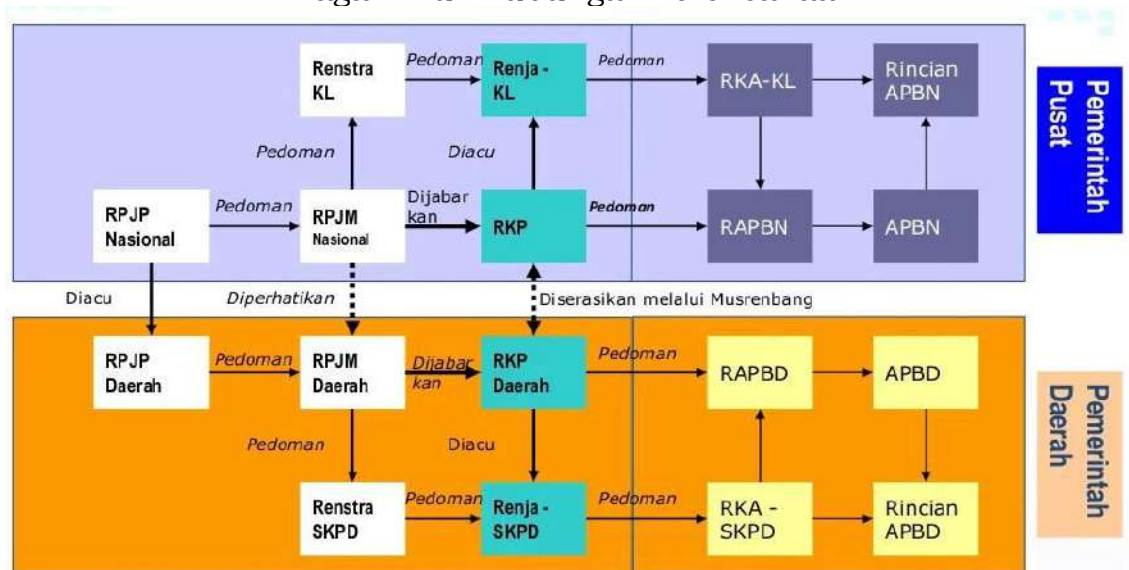 Pedoman
Pedoman
Renstra
KL
Renja -
KL
RKA-KL
Rincian
APBN
Pemerintah
Pusat
Pedoman
Diacu
RPJP
Nasional
Pedoman
RPJM
Nasional
Dijabar
kan
RKP
Pedoman
RAPBN
APBN
Diacu
Diperhatikan
Diserasikan melalui Musrenbang
RPJP
Daerah
Pedoman
RPJM
Daerah
Dijabar
kan
RKP
Daerah
Pedoman
RAPBD
APBD
Pemerintah
Daerah
Pedoman
Diacu
Renstra
SKPD
Pedoman
Renja -
SKPD
Pedoman
RKA -
SKPD
Rincian
APBD